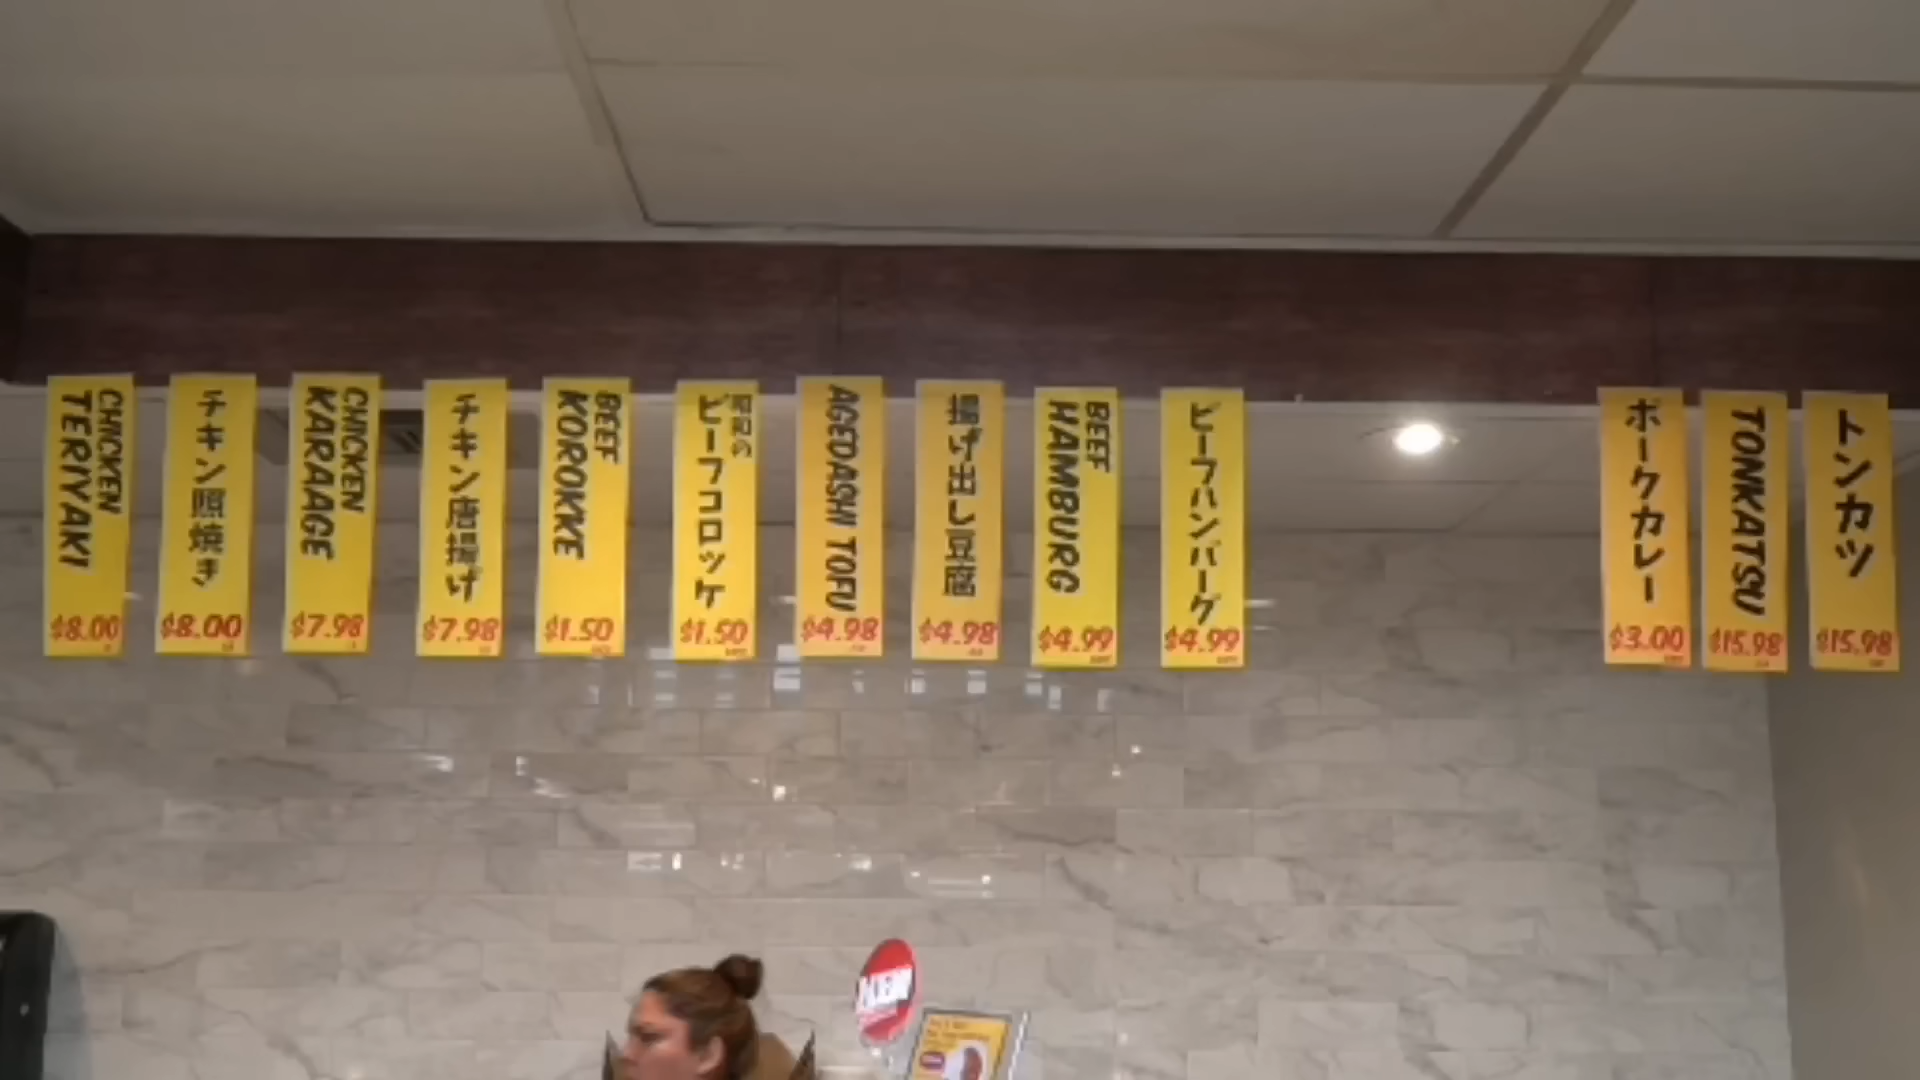 CHICKEN
TERIYAKI
$8.00
チキン照焼き
$8.00
CHICKEN
KARAAGE
$7.98
チキン唐揚げ
$7.98
BEEF
KOROKKE
$1.50
昭和の
ビーフコロッケ
$1.50
AGEDASHI TOFU
$4.98
揚げ出し豆腐
$4.98
BEEF
HAMBURG
$4.99
ビーフハンバーグ
$4.99
ポークカレー
$3.00
TONKATSU
$15.98
トンカツ
$15.98
NEW